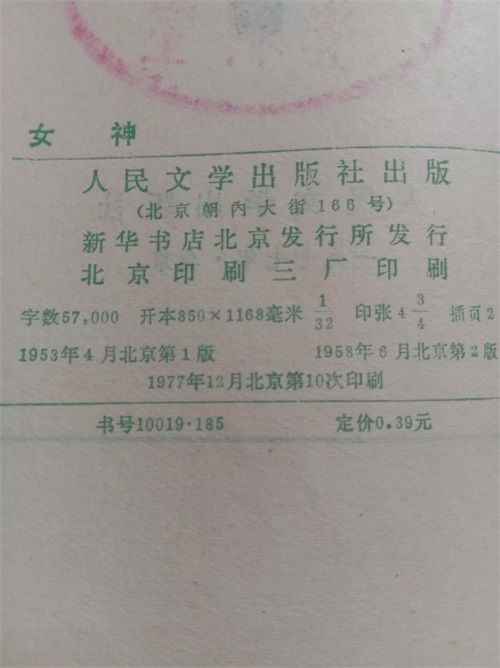 女 神
人民文学出版社出版
(北京朝内大街166号)
新华书店北京发行所发行
北京印刷三厂印刷
字数57,000 开本850×1168毫米 1/32 印张4 3/4 插页2
1953年4月北京第1版 1958年6月北京第2版
1977年12月北京第10次印刷
书号10019·185 定价0.39元